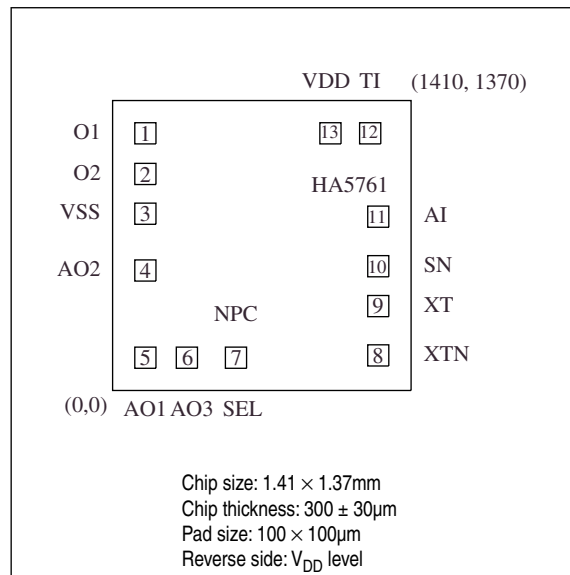 VDD TI (1410, 1370)
O1 1 13 12
O2 2
HA5761
VSS 3 11 AI
AO2 4 10 SN
9 XT
NPC
5 6 7 8 XTN
(0,0) AO1 AO3 SEL
Chip size: 1.41 × 1.37mm
Chip thickness: 300 ± 30µm
Pad size: 100 × 100µm
Reverse side: VDD level